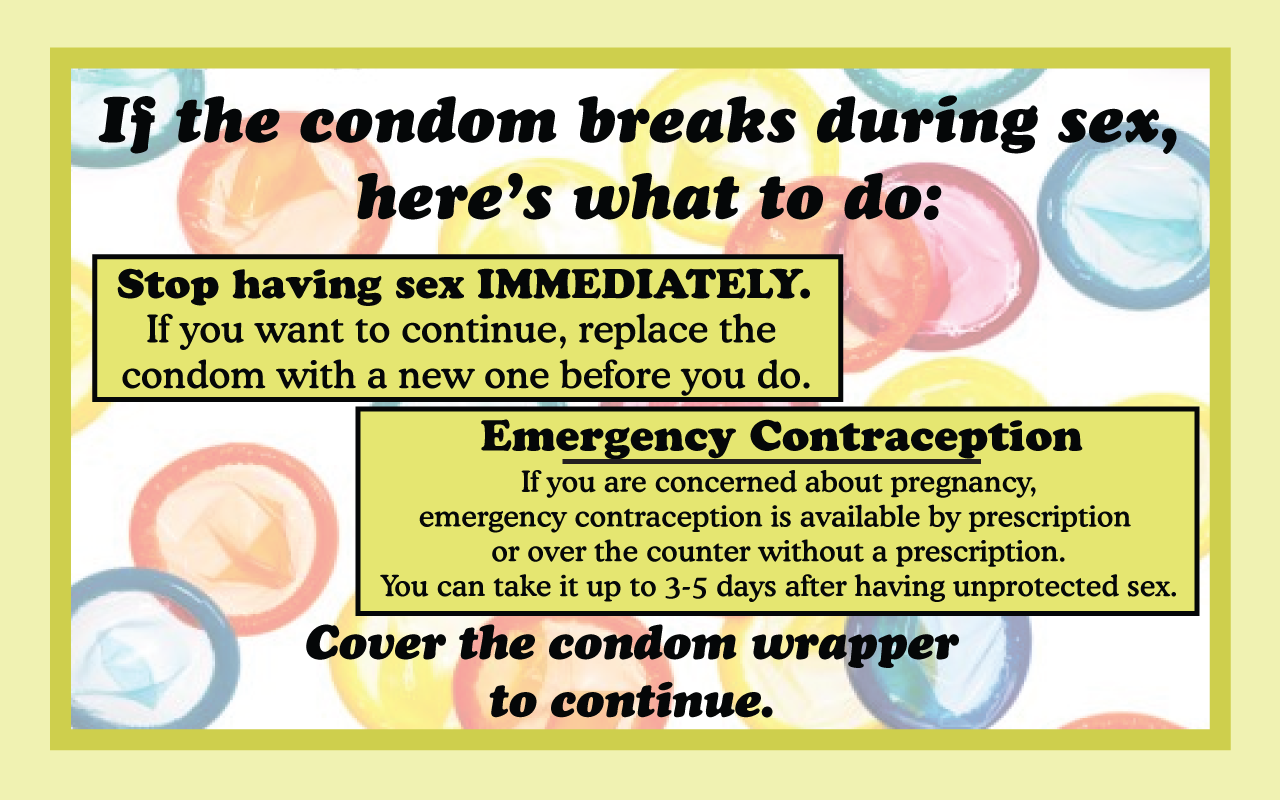 If the condom breaks during sex,
here’s what to do:
Stop having sex IMMEDIATELY.
If you want to continue, replace the
condom with a new one before you do.
Emergency Contraception
If you are concerned about pregnancy,
emergency contraception is available by prescription
or over the counter without a prescription.
You can take it up to 3-5 days after having unprotected sex.
Cover the condom wrapper
to continue.